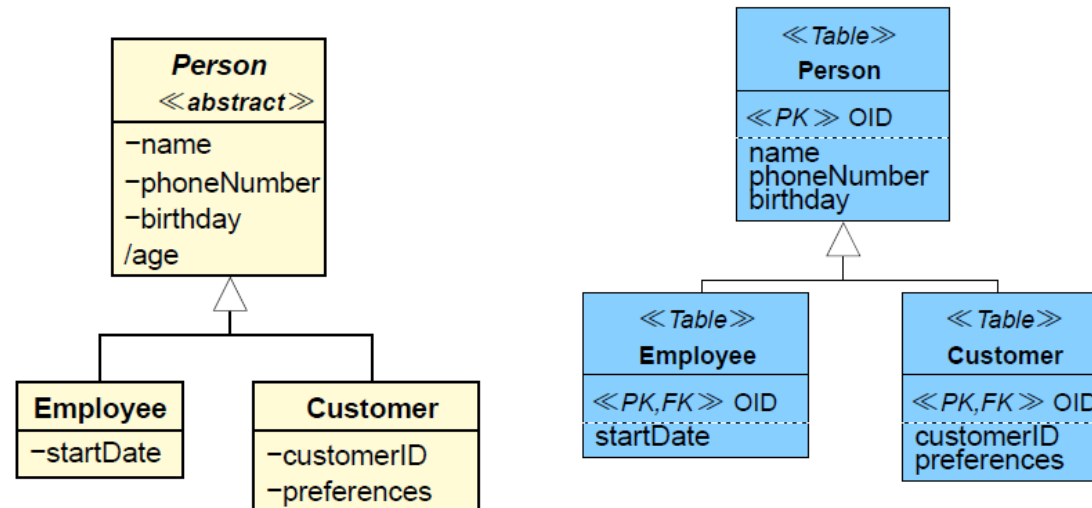 Person
≪abstract≫
−name
−phoneNumber
−birthday
/age
Employee
−startDate
Customer
−customerID
−preferences
≪Table≫
Person
≪PK≫ OID
name
phoneNumber
birthday
≪Table≫
Employee
≪PK,FK≫ OID
startDate
≪Table≫
Customer
≪PK,FK≫ OID
customerID
preferences